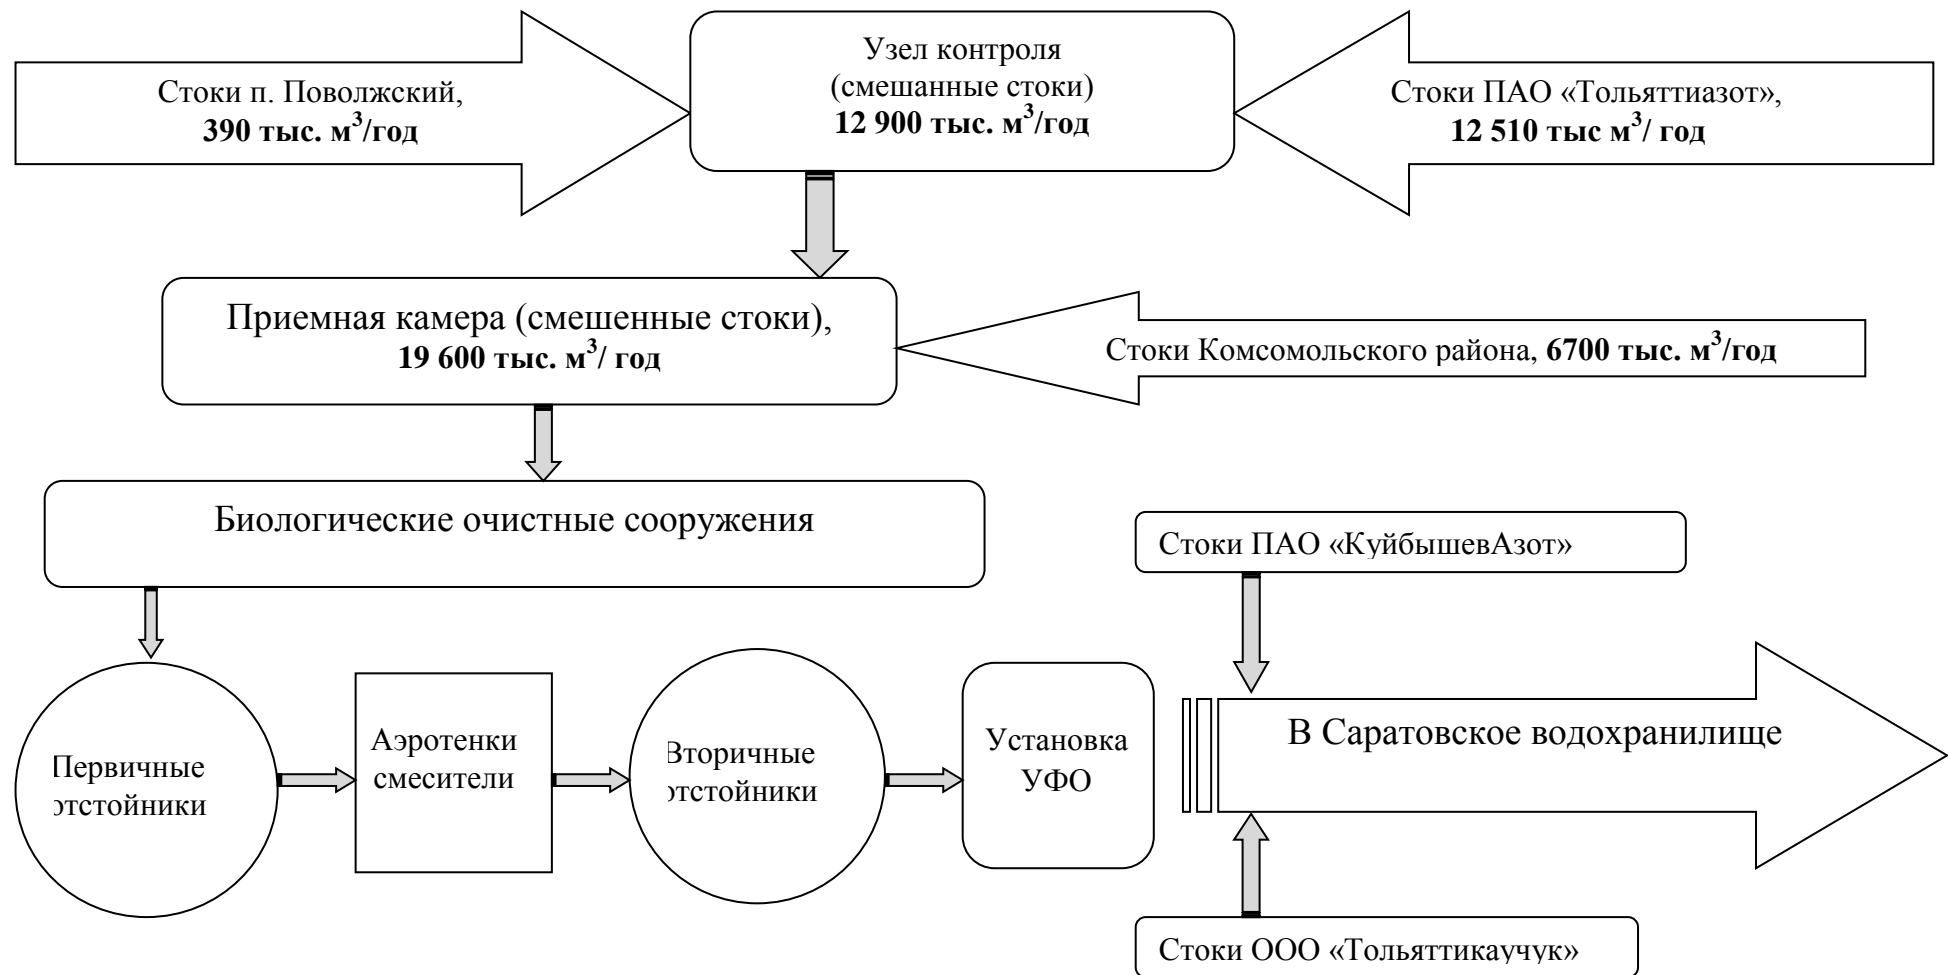 Стоки п. Поволжский,
390 тыс. м³/год
Узел контроля
(смешанные стоки)
12 900 тыс. м³/год
Стоки ПАО «Тольяттиазот»,
12 510 тыс м³/ год
Приемная камера (смешенные стоки),
19 600 тыс. м³/ год
Стоки Комсомольского района, 6700 тыс. м³/год
Биологические очистные сооружения
Стоки ПАО «КуйбышевАзот»
Первичные
отстойники
Аэротенки
смесители
Вторичные
отстойники
Установка
УФО
В Саратовское водохранилище
Стоки ООО «Тольяттикаучук»